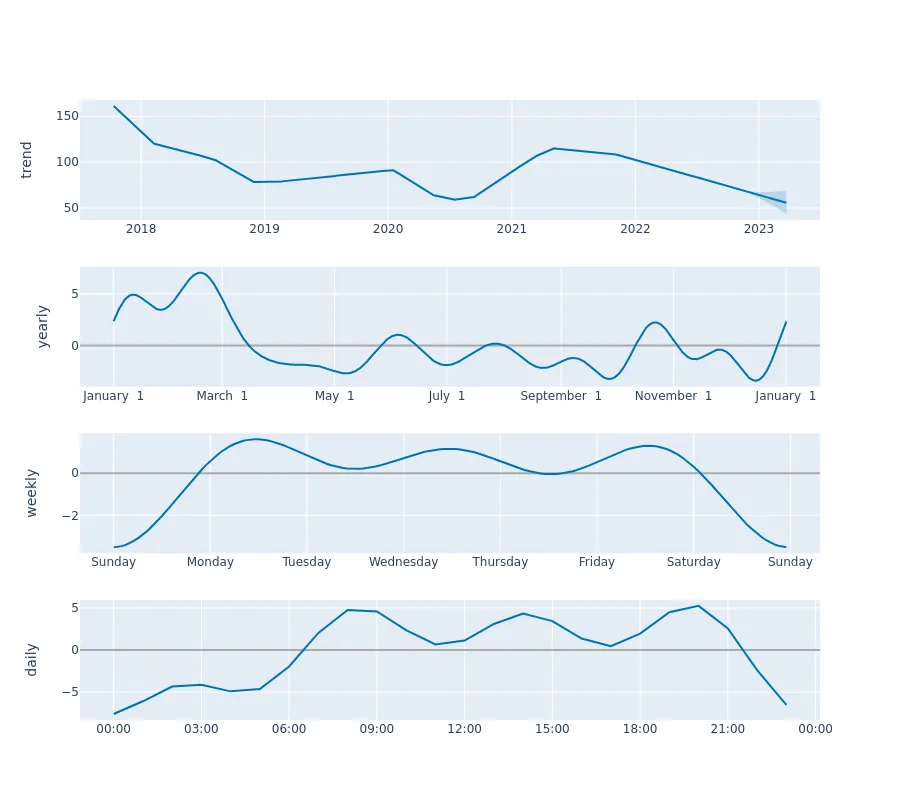 trend
150
100
50
2018 2019 2020 2021 2022 2023
yearly
5
0
January 1 March 1 May 1 July 1 September 1 November 1 January 1
weekly
0
−2
Sunday Monday Tuesday Wednesday Thursday Friday Saturday Sunday
daily
5
0
−5
00:00 03:00 06:00 09:00 12:00 15:00 18:00 21:00 00:00